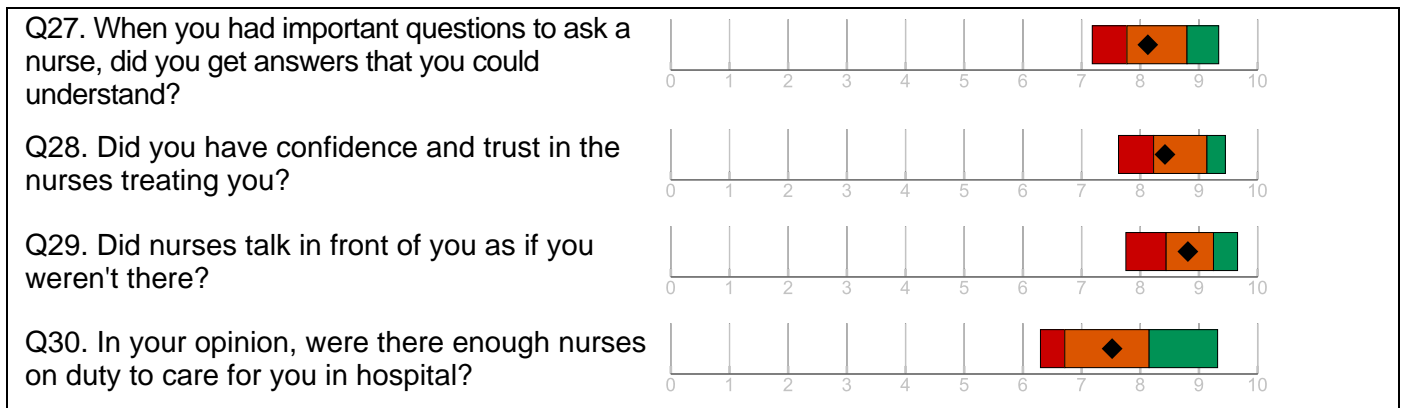 Q27. When you had important questions to ask a
nurse, did you get answers that you could
understand?
0 1 2 3 4 5 6 7 8 9 10
Q28. Did you have confidence and trust in the
nurses treating you?
0 1 2 3 4 5 6 7 8 9 10
Q29. Did nurses talk in front of you as if you
weren't there?
0 1 2 3 4 5 6 7 8 9 10
Q30. In your opinion, were there enough nurses
on duty to care for you in hospital?
0 1 2 3 4 5 6 7 8 9 10